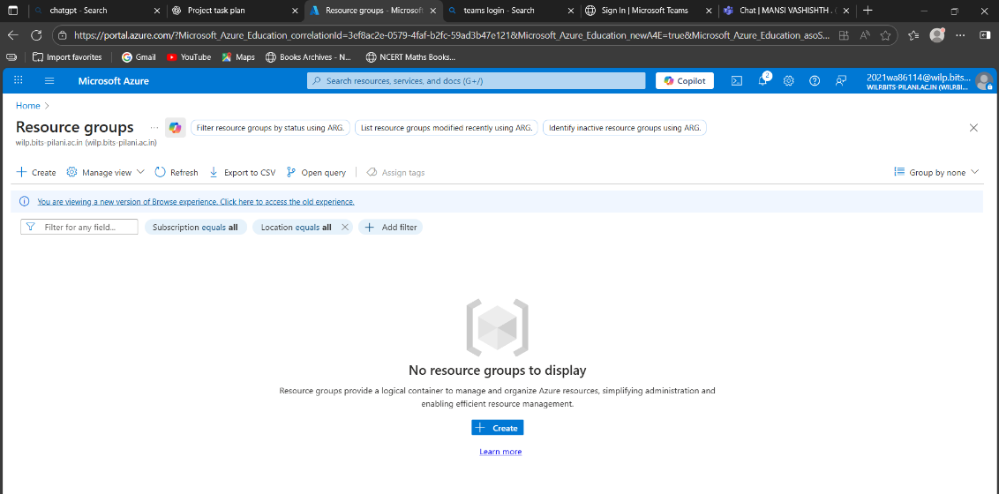 chatgpt - Search
Project task plan
Resource groups - Microsoft
teams login - Search
Sign In | Microsoft Teams
Chat | MANSI VASHISHTH . (
https://portal.azure.com/?Microsoft_Azure_Education_correlationId=3ef8ac2e-0579-4faf-b2fc-59ad3b47e121&Microsoft_Azure_Education_newA4E=true&Microsoft_Azure_Education_asoS...
Import favorites
Gmail
YouTube
Maps
Books Archives - N...
NCERT Maths Books...
Microsoft Azure
Search resources, services, and docs (G+/)
Copilot
2
2021wa86114@wilp.bits...
WILP.BITS-PILANI.AC.IN (WILP.BI...
Home >
Resource groups
...
Filter resource groups by status using ARG.
List resource groups modified recently using ARG.
Identify inactive resource groups using ARG.
wilp.bits-pilani.ac.in (wilp.bits-pilani.ac.in)
Create
Manage view
Refresh
Export to CSV
Open query
Assign tags
Group by none
You are viewing a new version of Browse experience. Click here to access the old experience.
Filter for any field...
Subscription equals all
Location equals all
Add filter
No resource groups to display
Resource groups provide a logical container to manage and organize Azure resources, simplifying administration and
enabling efficient resource management.
Create
Learn more